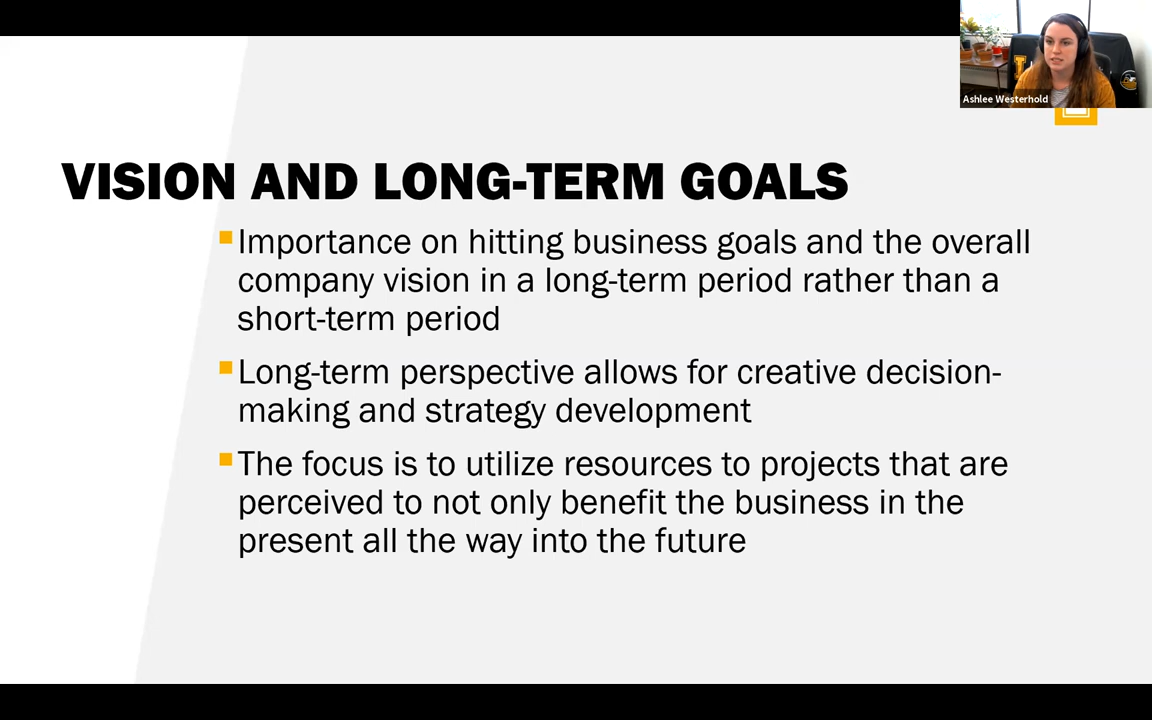 Ashlee Westerhold
VISION AND LONG-TERM GOALS
Importance on hitting business goals and the overall
company vision in a long-term period rather than a
short-term period
Long-term perspective allows for creative decision-
making and strategy development
The focus is to utilize resources to projects that are
perceived to not only benefit the business in the
present all the way into the future